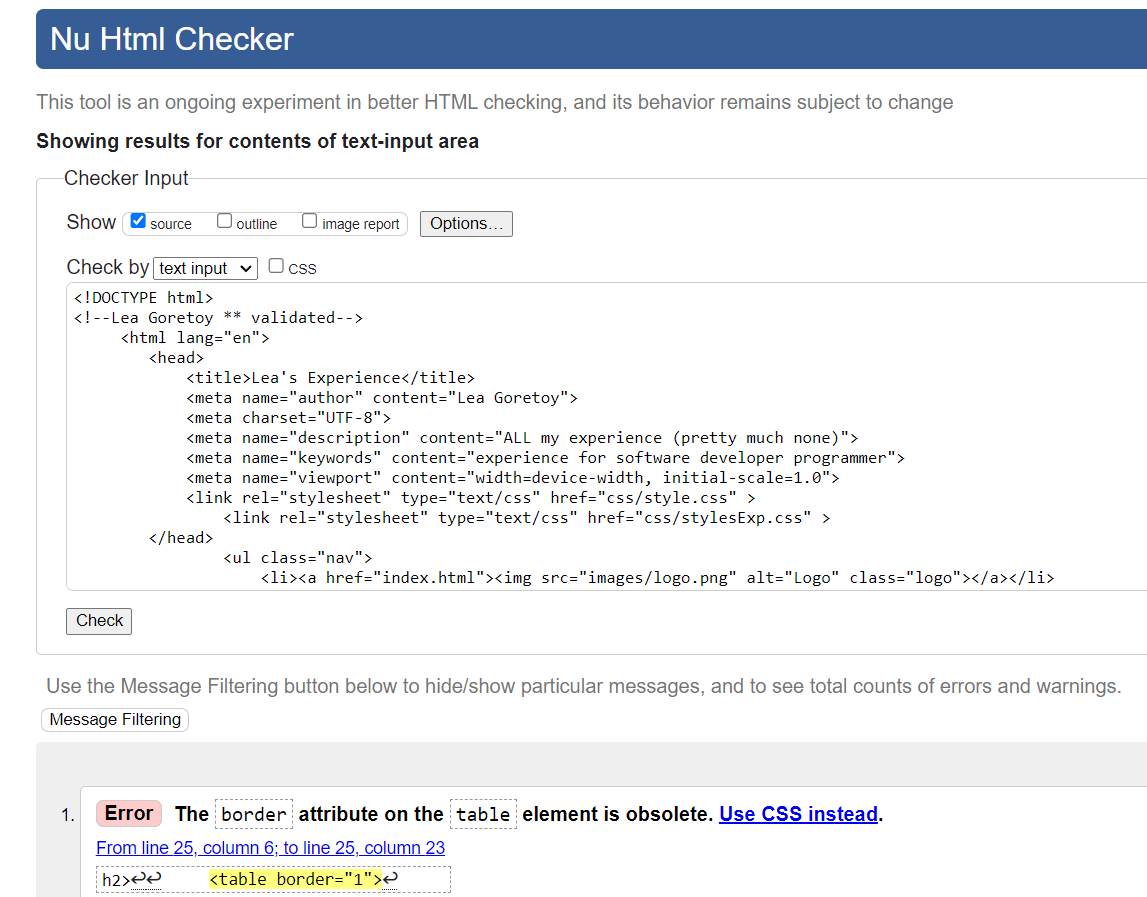 Nu Html Checker
This tool is an ongoing experiment in better HTML checking, and its behavior remains subject to change
Showing results for contents of text-input area
Checker Input
Show source outline image report Options...
Check by text input CSS
<!DOCTYPE html>
<!--Lea Goretoy ** validated-->
<html lang="en">
<head>
<title>Lea's Experience</title>
<meta name="author" content="Lea Goretoy">
<meta charset="UTF-8">
<meta name="description" content="ALL my experience (pretty much none)">
<meta name="keywords" content="experience for software developer programmer">
<meta name="viewport" content="width=device-width, initial-scale=1.0">
<link rel="stylesheet" type="text/css" href="css/style.css" >
<link rel="stylesheet" type="text/css" href="css/stylesExp.css" >
</head>
<ul class="nav">
<li><a href="index.html"><img src="images/logo.png" alt="Logo" class="logo"></a></li>
Check
Use the Message Filtering button below to hide/show particular messages, and to see total counts of errors and warnings.
Message Filtering
1. Error The border attribute on the table element is obsolete. Use CSS instead.
From line 25, column 6; to line 25, column 23
h2>↩↩ <table border="1">↩